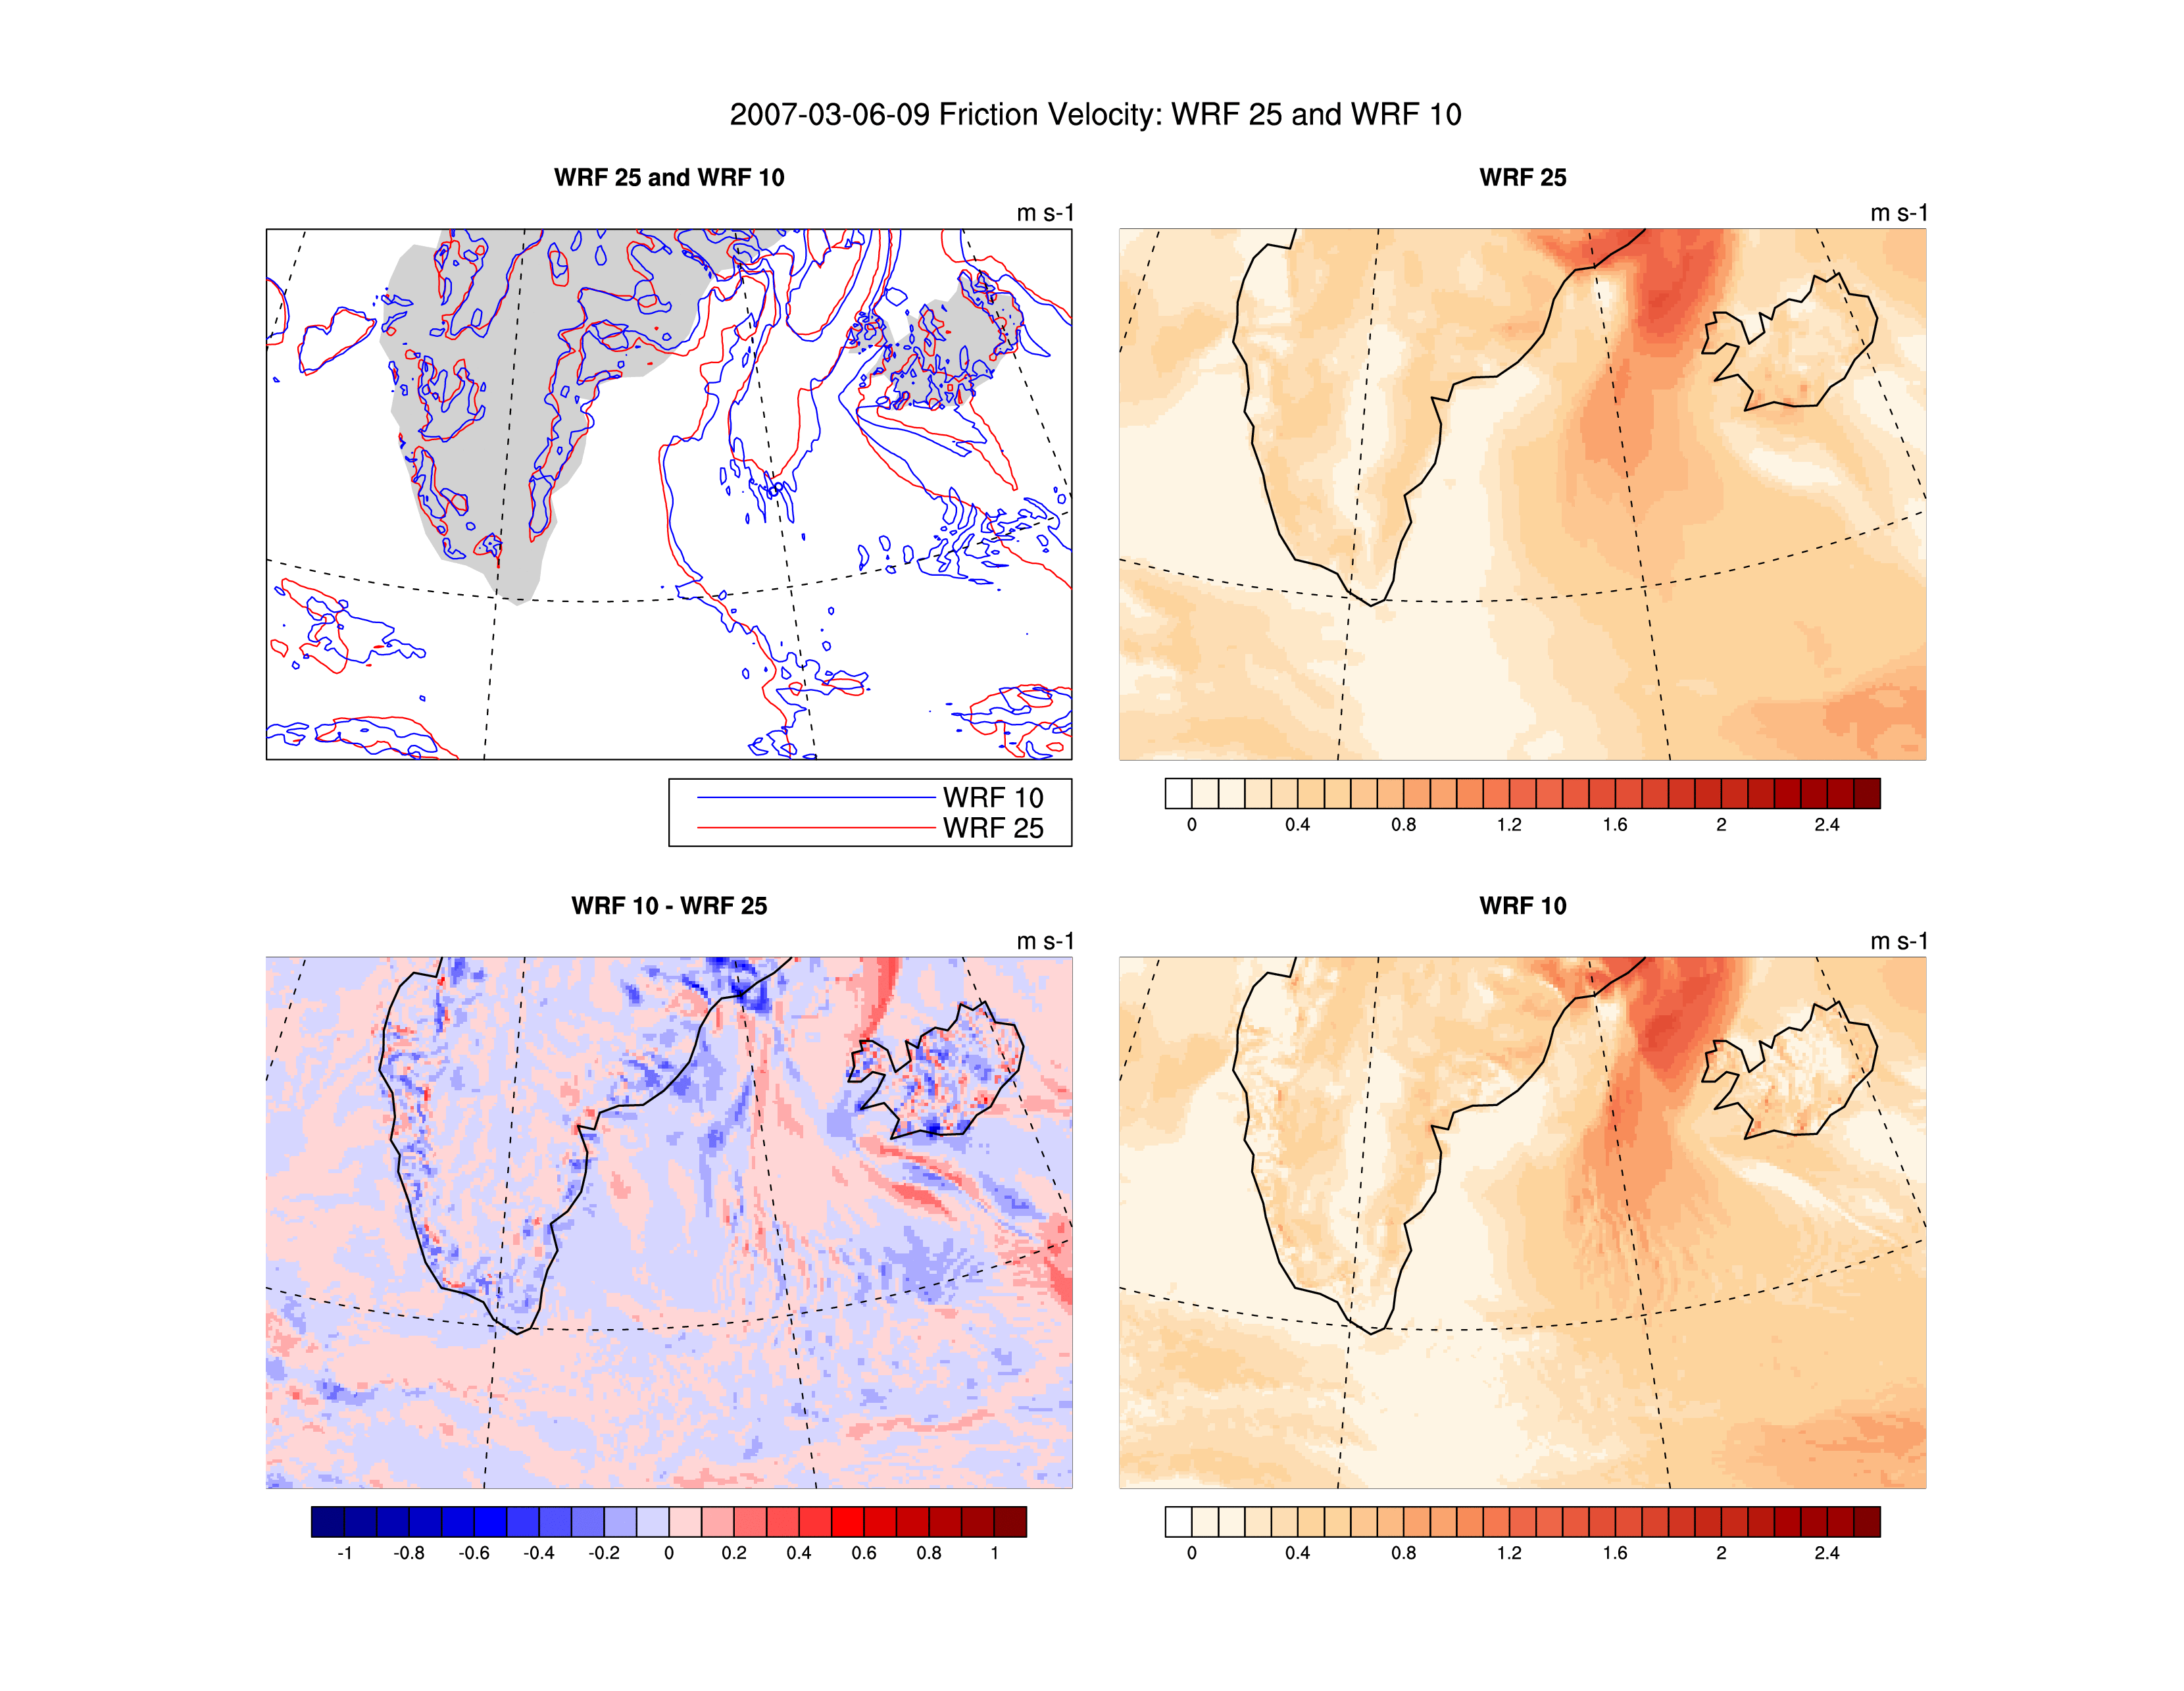 2007-03-06-09 Friction Velocity: WRF 25 and WRF 10
WRF 25 and WRF 10
m s-1
WRF 25
m s-1
WRF 10
WRF 25
0 0.4 0.8 1.2 1.6 2 2.4
WRF 10 - WRF 25
m s-1
WRF 10
m s-1
-1 -0.8 -0.6 -0.4 -0.2 0 0.2 0.4 0.6 0.8 1
0 0.4 0.8 1.2 1.6 2 2.4